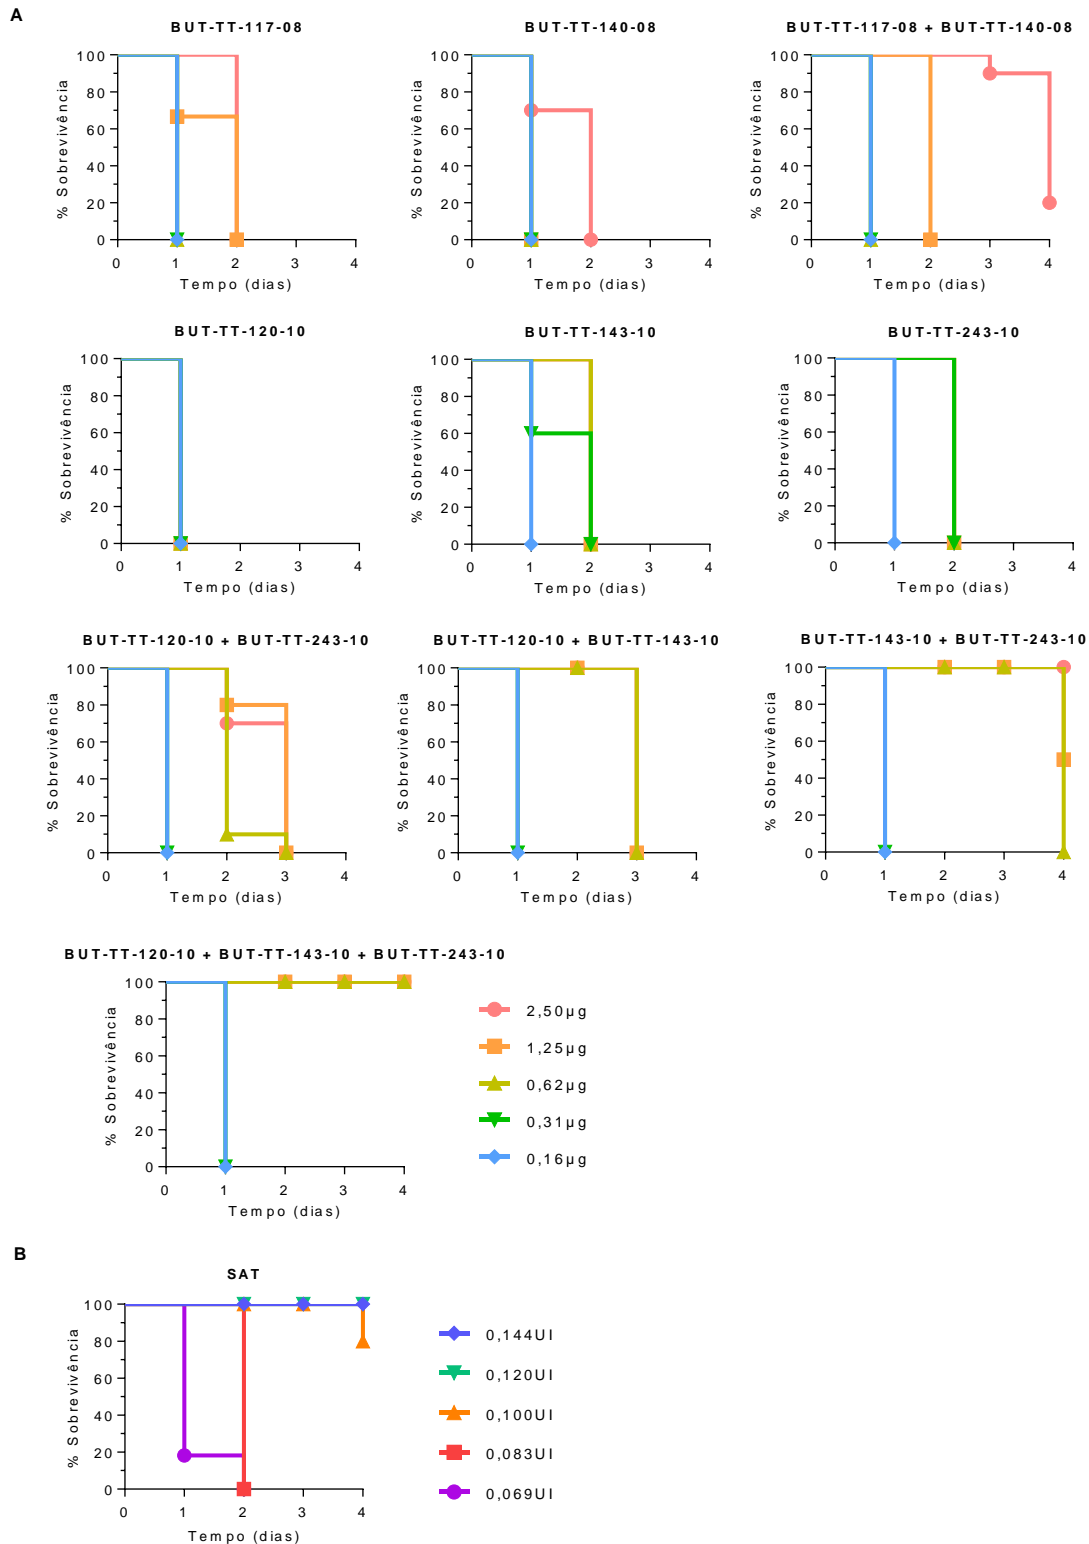 A
BUT-TT-117-08
100
80
60
40
20
0
% Sobrevivência
0 1 2 3 4
Tempo (dias)
BUT-TT-140-08
100
80
60
40
20
0
% Sobrevivência
0 1 2 3 4
Tempo (dias)
BUT-TT-117-08 + BUT-TT-140-08
100
80
60
40
20
0
% Sobrevivência
0 1 2 3 4
Tempo (dias)
BUT-TT-120-10
100
80
60
40
20
0
% Sobrevivência
0 1 2 3 4
Tempo (dias)
BUT-TT-143-10
100
80
60
40
20
0
% Sobrevivência
0 1 2 3 4
Tempo (dias)
BUT-TT-243-10
100
80
60
40
20
0
% Sobrevivência
0 1 2 3 4
Tempo (dias)
BUT-TT-120-10 + BUT-TT-243-10
100
80
60
40
20
0
% Sobrevivência
0 1 2 3 4
Tempo (dias)
BUT-TT-120-10 + BUT-TT-143-10
100
80
60
40
20
0
% Sobrevivência
0 1 2 3 4
Tempo (dias)
BUT-TT-143-10 + BUT-TT-243-10
100
80
60
40
20
0
% Sobrevivência
0 1 2 3 4
Tempo (dias)
BUT-TT-120-10 + BUT-TT-143-10 + BUT-TT-243-10
100
80
60
40
20
0
% Sobrevivência
0 1 2 3 4
Tempo (dias)
2,50µg
1,25µg
0,62µg
0,31µg
0,16µg
B
SAT
100
80
60
40
20
0
% Sobrevivência
0 1 2 3 4
Tempo (dias)
0,144UI
0,120UI
0,100UI
0,083UI
0,069UI